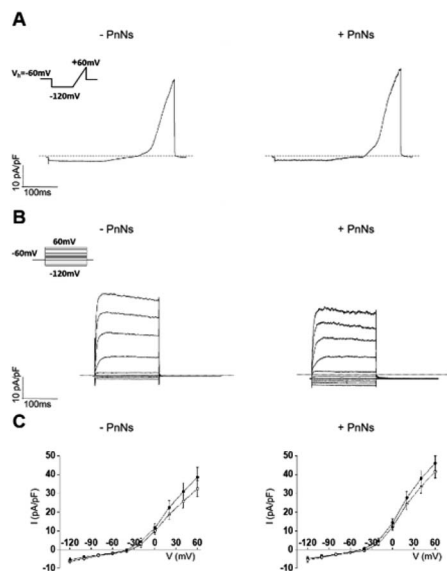 A
- PnNs
+ PnNs
+60mV
Vh=-60mV
-120mV
10 pA/pF
100ms
B
- PnNs
+ PnNs
60mV
-60mV
-120mV
10 pA/pF
100ms
C
- PnNs
+ PnNs
I (pA/pF)
50
40
30
20
10
0
-10
-120 -90 -60 -30 0 30 60
V (mV)
I (pA/pF)
50
40
30
20
10
0
-10
-120 -90 -60 -30 0 30 60
V (mV)